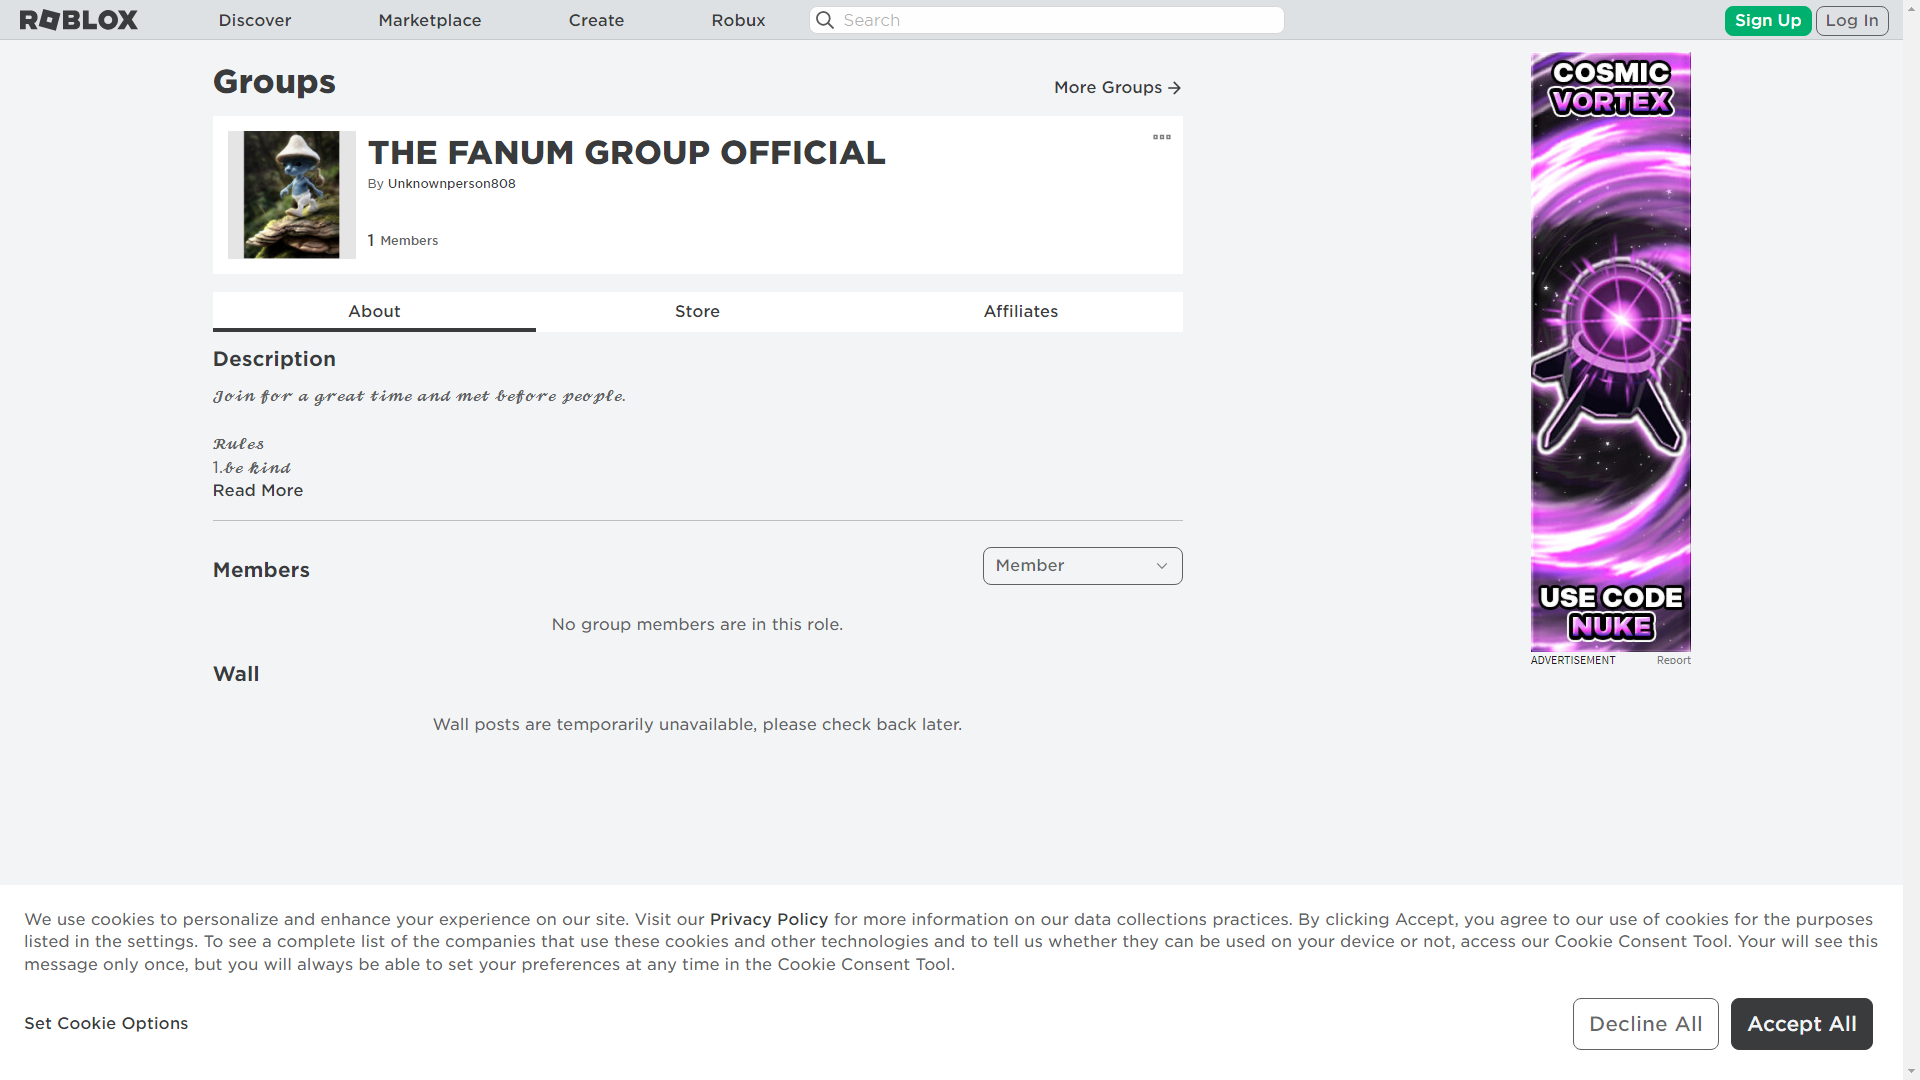 ROBLOX
Discover
Marketplace
Create
Robux
Search
Sign Up
Log In
Groups
More Groups
THE FANUM GROUP OFFICIAL
By Unknownperson808
1 Members
About
Store
Affiliates
Description
𝓙𝓸𝓲𝓷 𝓯𝓸𝓻 𝓪 𝓰𝓻𝓮𝓪𝓽 𝓽𝓲𝓶𝓮 𝓪𝓷𝓭 𝓶𝓮𝓽 𝓫𝓮𝓯𝓸𝓻𝓮 𝓹𝓮𝓸𝓹𝓵𝓮.
𝓡𝓾𝓵𝓮𝓼
1.𝓫𝓮 𝓴𝓲𝓷𝓭
Read More
Members
Member
No group members are in this role.
Wall
Wall posts are temporarily unavailable, please check back later.
COSMIC
VORTEX
USE CODE
NUKE
ADVERTISEMENT
Report
We use cookies to personalize and enhance your experience on our site. Visit our Privacy Policy for more information on our data collections practices. By clicking Accept, you agree to our use of cookies for the purposes
listed in the settings. To see a complete list of the companies that use these cookies and other technologies and to tell us whether they can be used on your device or not, access our Cookie Consent Tool. Your will see this
message only once, but you will always be able to set your preferences at any time in the Cookie Consent Tool.
Set Cookie Options
Decline All
Accept All